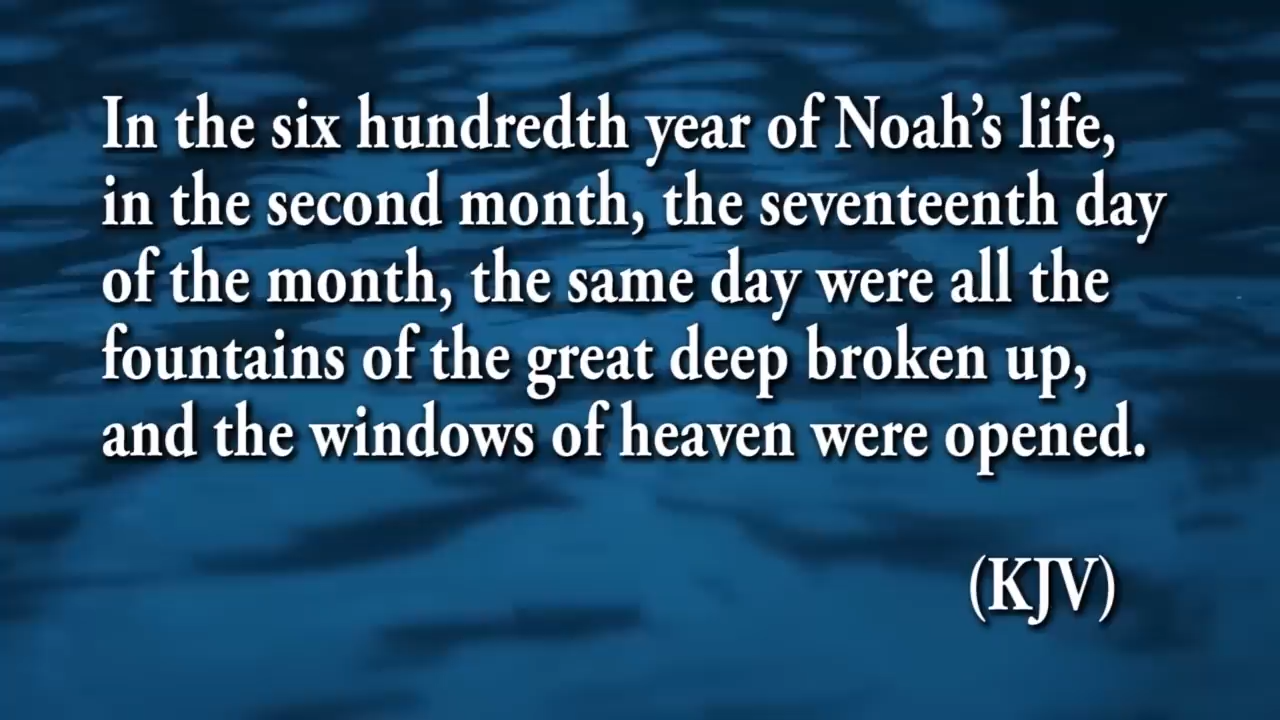 In the six hundredth year of Noah’s life,
in the second month, the seventeenth day
of the month, the same day were all the
fountains of the great deep broken up,
and the windows of heaven were opened.
(KJV)